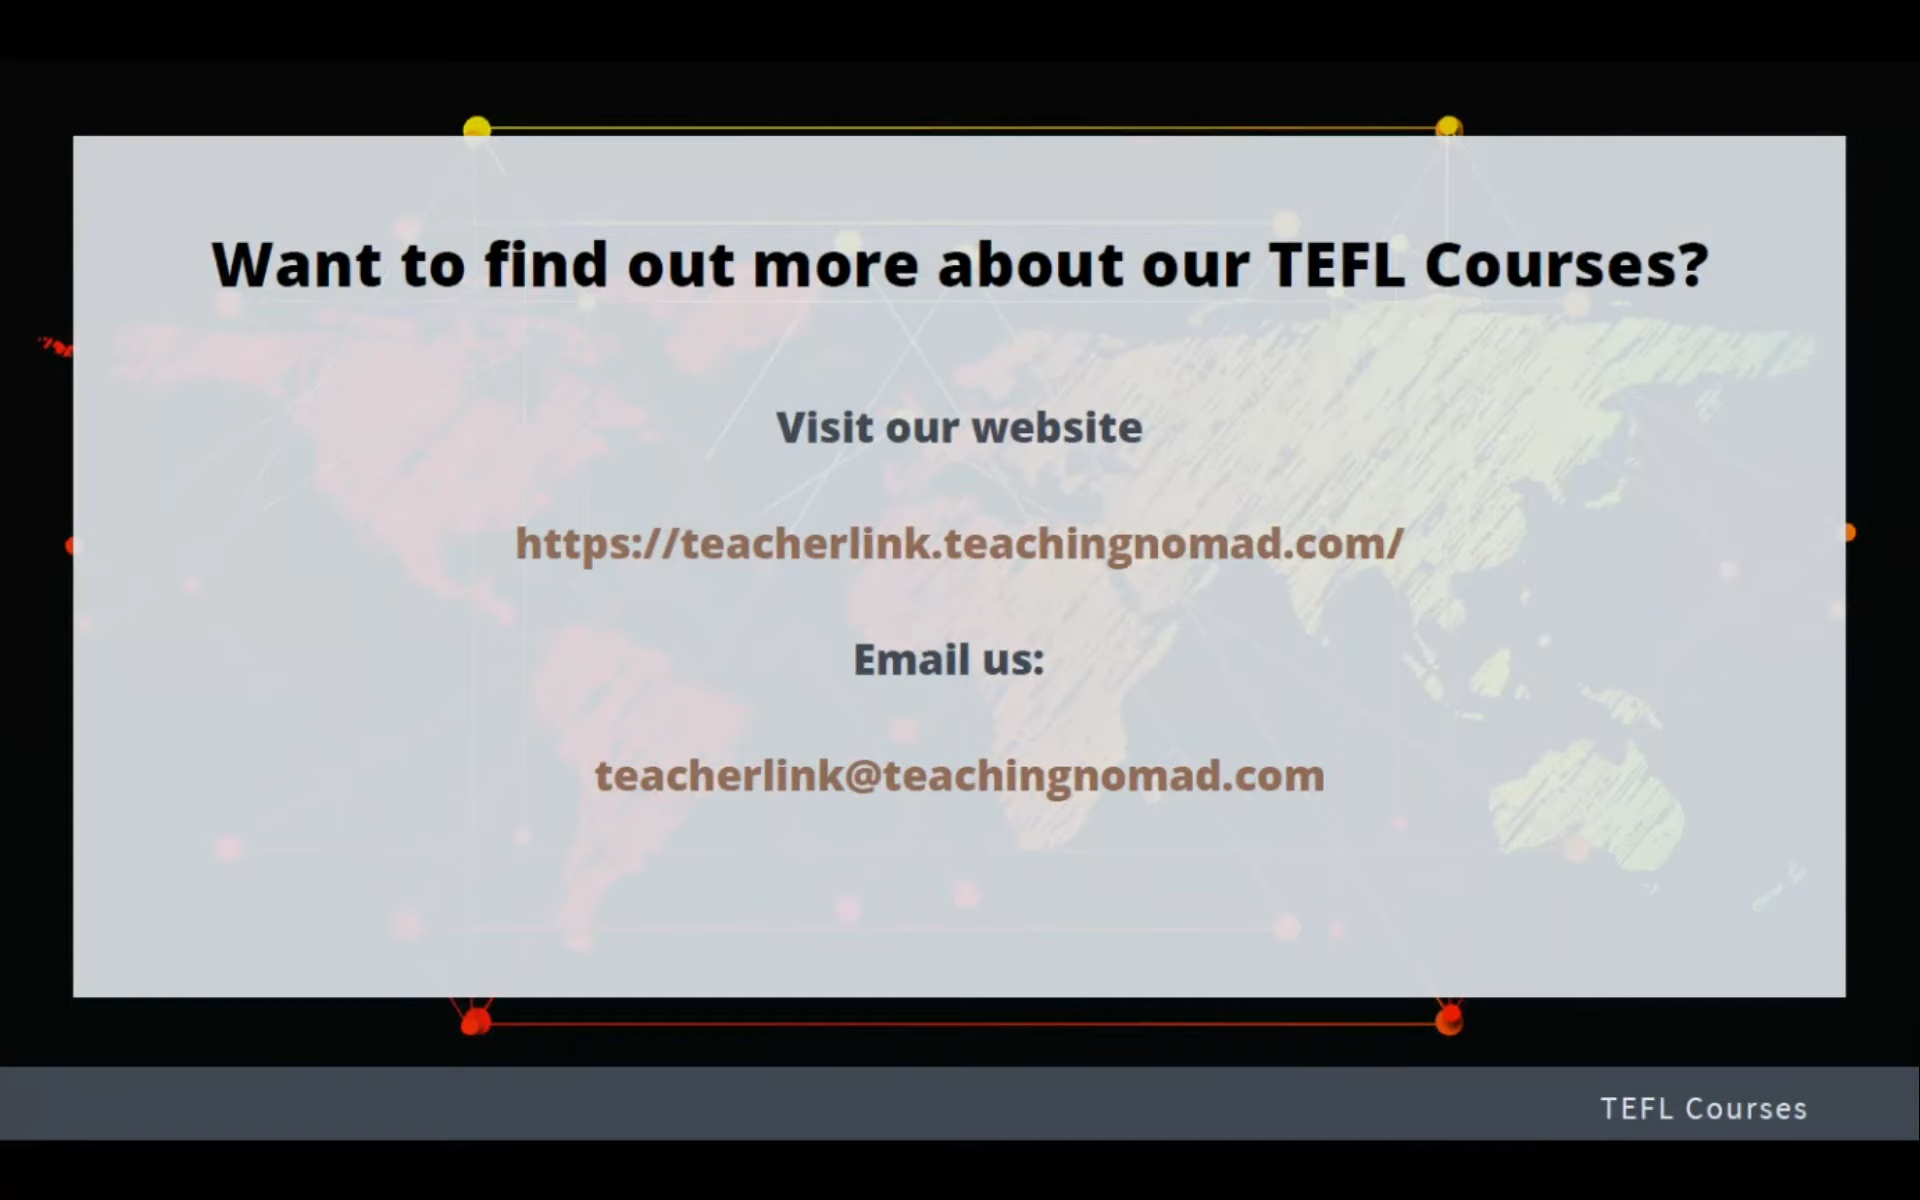 Want to find out more about our TEFL Courses?
Visit our website
https://teacherlink.teachingnomad.com/
Email us:
teacherlink@teachingnomad.com
TEFL Courses